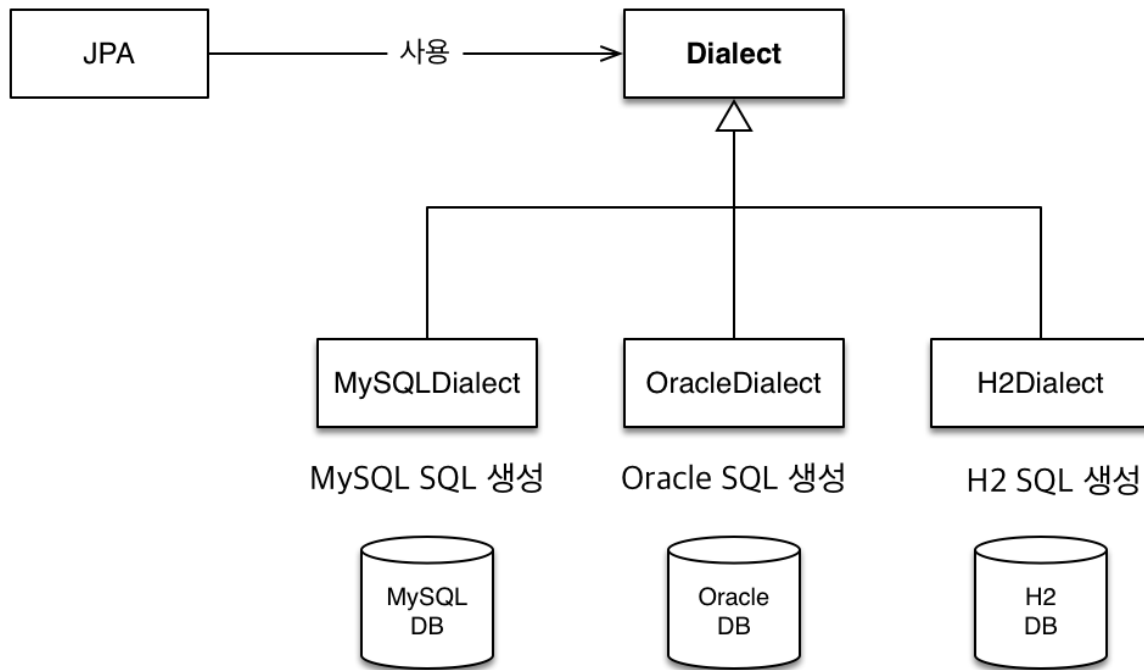 JPA
사용
Dialect
MySQLDialect
OracleDialect
H2Dialect
MySQL SQL 생성
Oracle SQL 생성
H2 SQL 생성
MySQL
DB
Oracle
DB
H2
DB